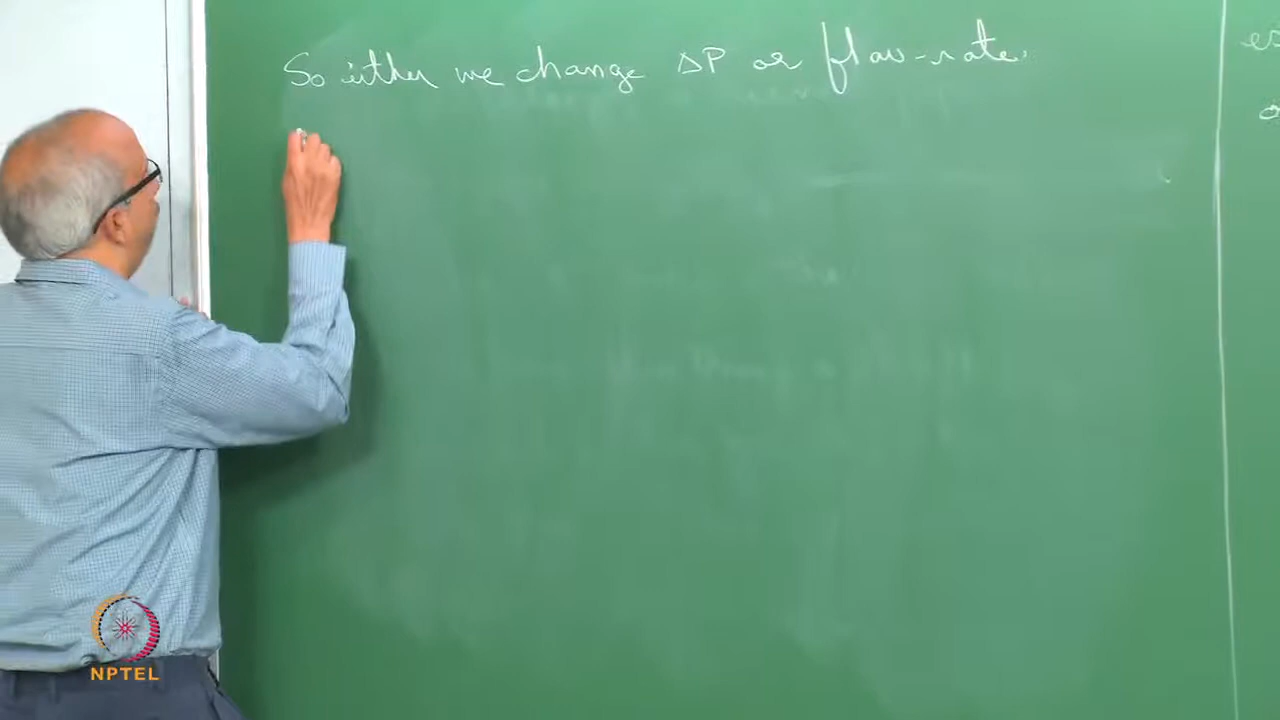 So either we change ΔP or flow-rate.
NPTEL